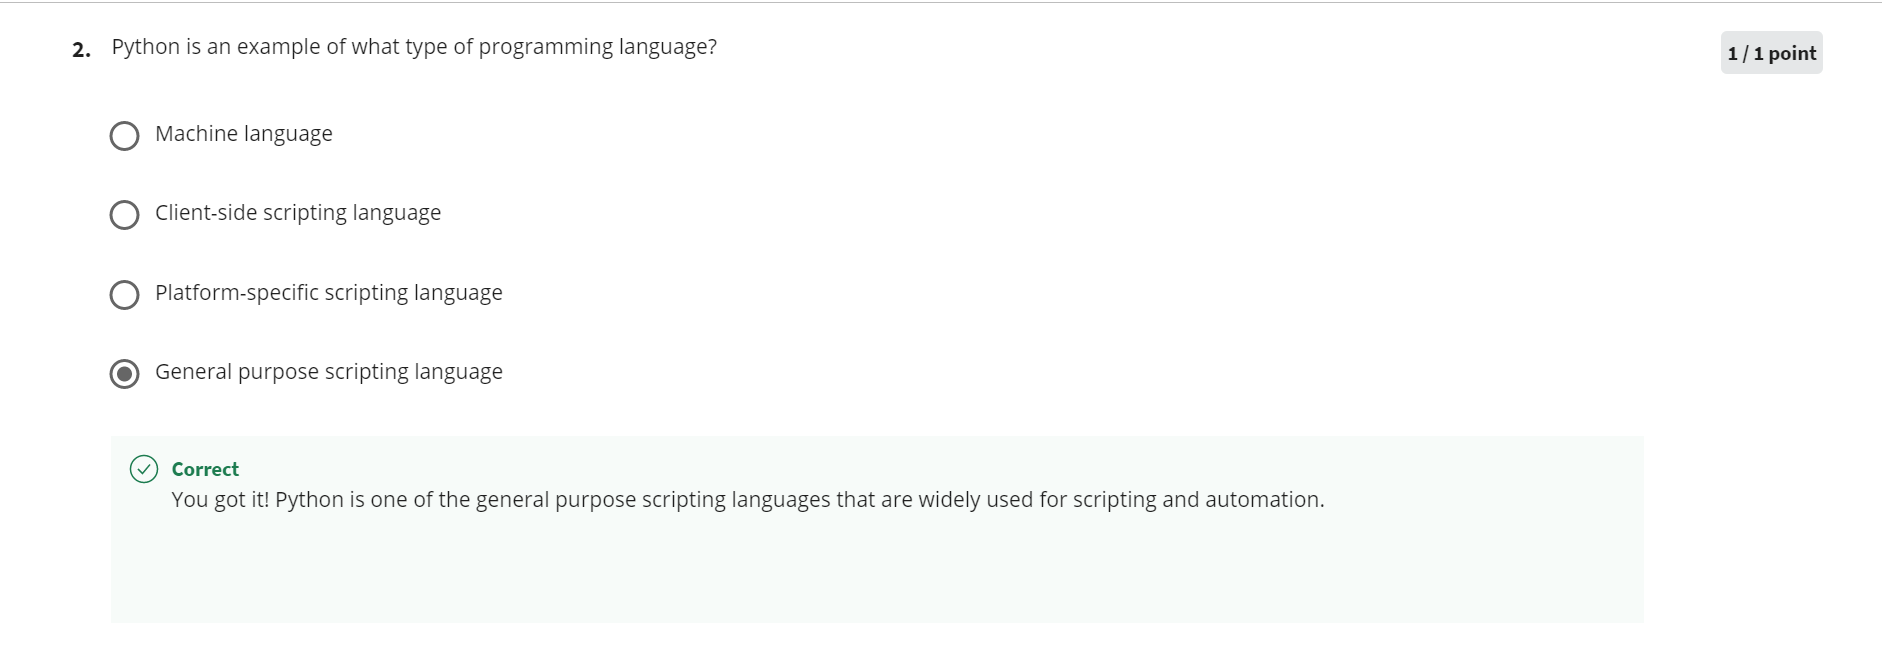 2. Python is an example of what type of programming language?
1 / 1 point
Machine language
Client-side scripting language
Platform-specific scripting language
General purpose scripting language
Correct
You got it! Python is one of the general purpose scripting languages that are widely used for scripting and automation.